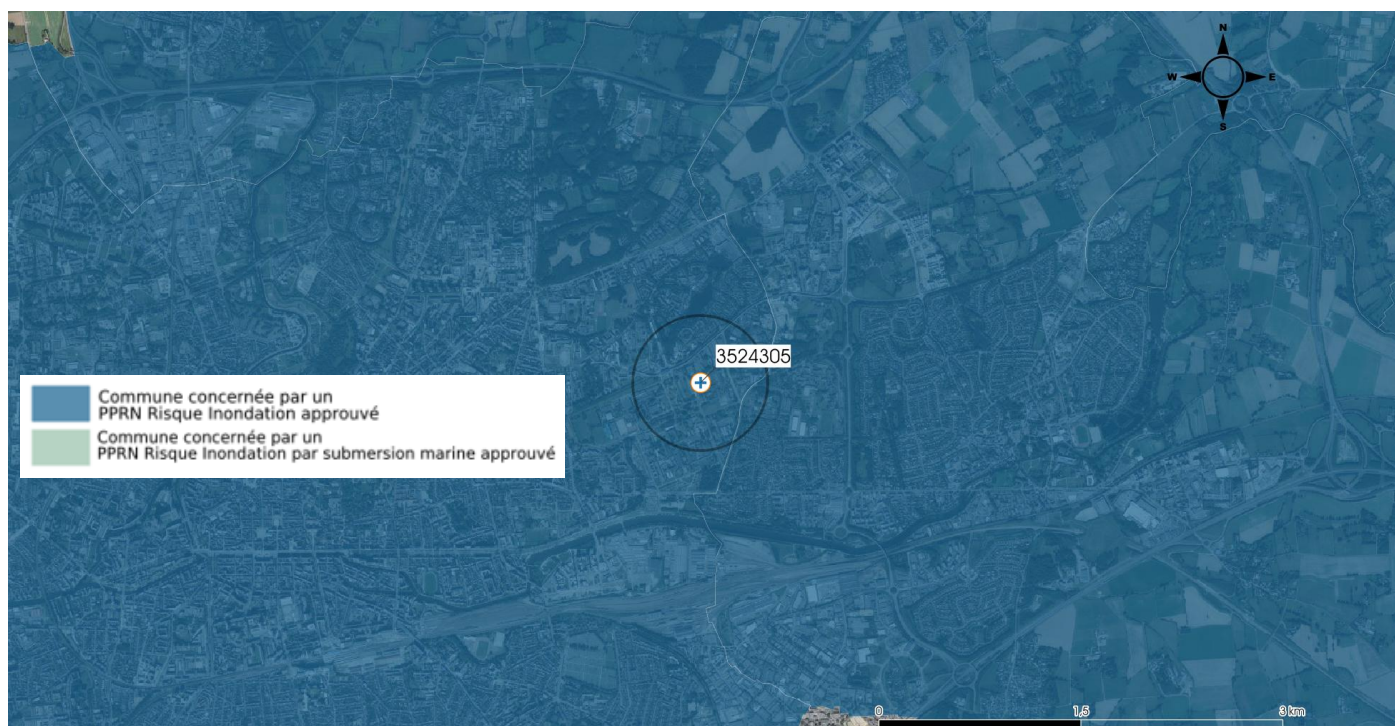 N
W E
S
3524305
Commune concernée par un
PPRN Risque Inondation approuvé
Commune concernée par un
PPRN Risque Inondation par submersion marine approuvé
0 1,5 3 km